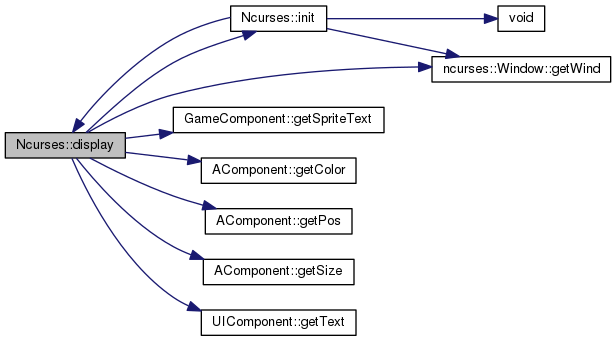 Ncurses::init
void
ncurses::Window::getWind
GameComponent::getSpriteText
Ncurses::display
AComponent::getColor
AComponent::getPos
AComponent::getSize
UIComponent::getText